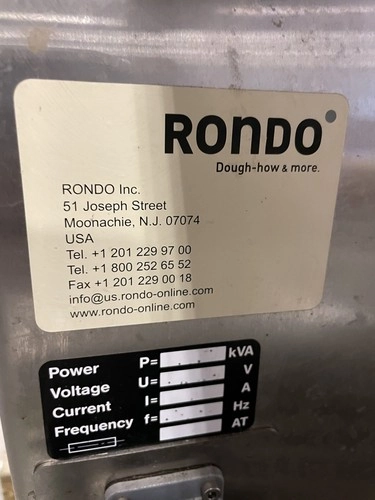 RONDO
Dough-how & more.
RONDO Inc.
51 Joseph Street
Moonachie, N.J. 07074
USA
Tel. +1 201 229 97 00
Tel. +1 800 252 65 52
Fax +1 201 229 00 18
info@us.rondo-online.com
www.rondo-online.com
Power P= kVA
Voltage U= V
Current I= A
Frequency f= Hz
AT